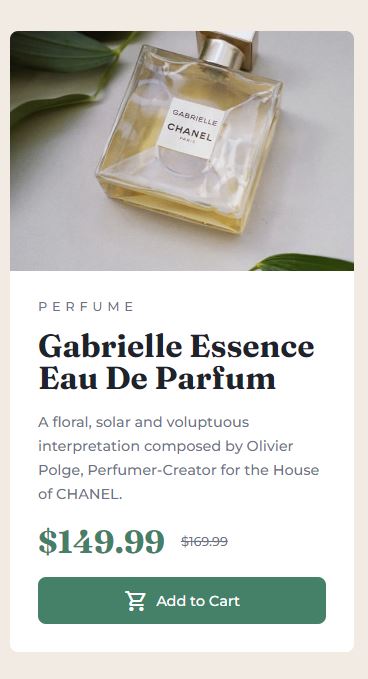 GABRIELLE
CHANEL
PARIS
PERFUME
Gabrielle Essence
Eau De Parfum
A floral, solar and voluptuous
interpretation composed by Olivier
Polge, Perfumer-Creator for the House
of CHANEL.
$149.99 $169.99
Add to Cart